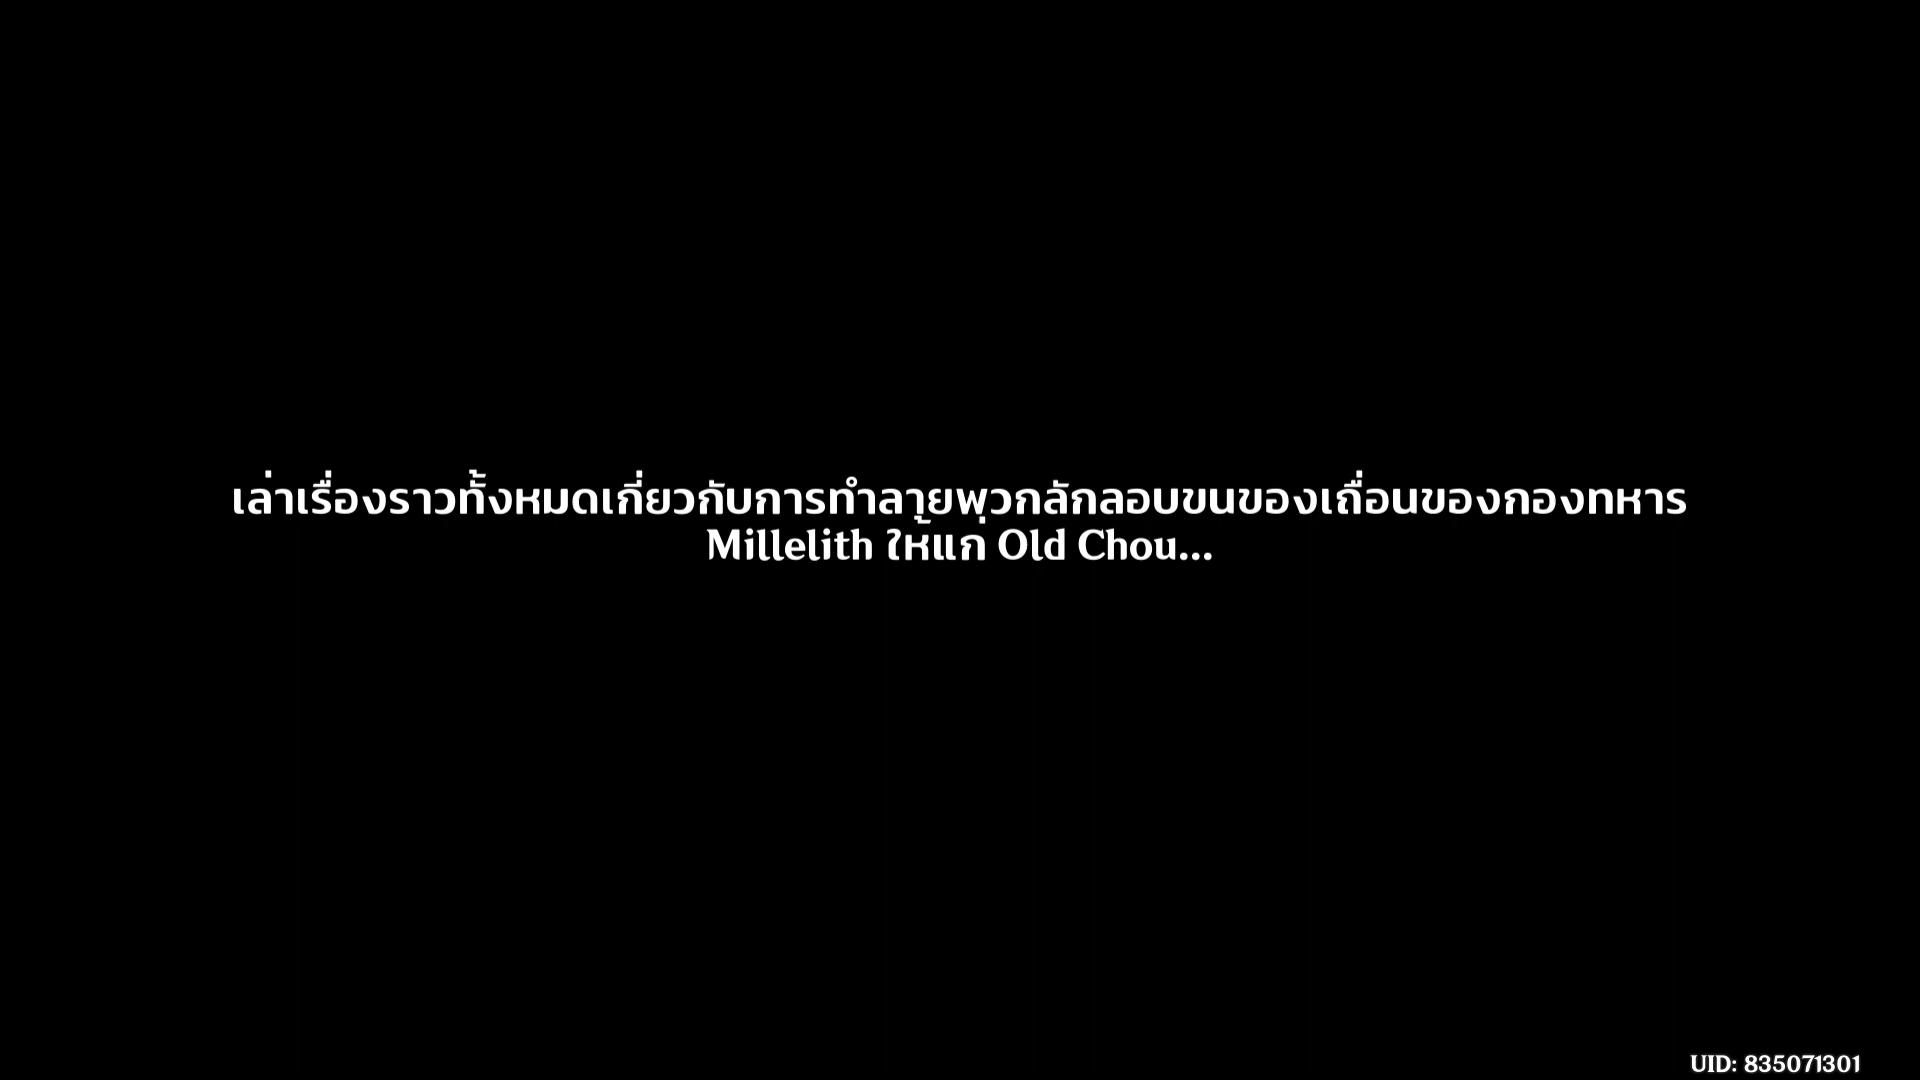 เล่าเรื่องราวทั้งหมดเกี่ยวกับการทำลายพวกลักลอบขนของเถื่อนของกองทหาร
Millelith ให้แก่ Old Chou...
UID: 835071301